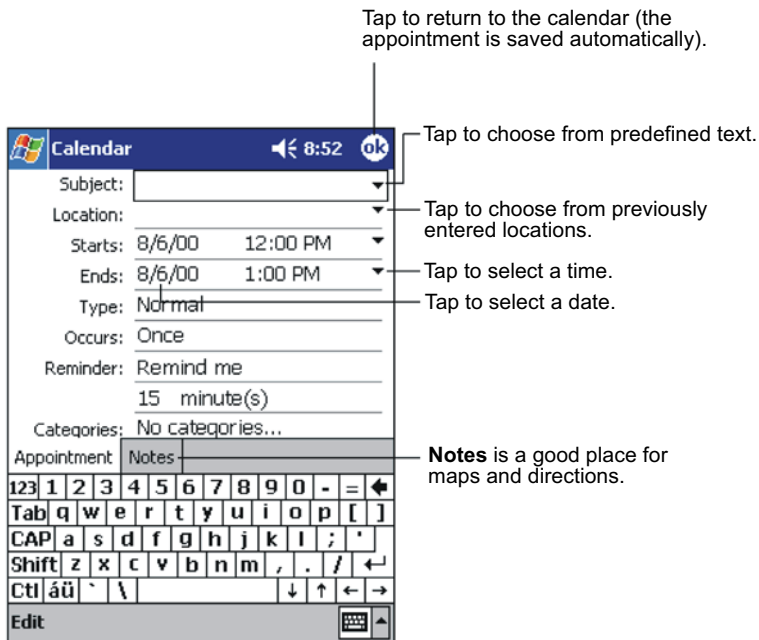 Tap to return to the calendar (the
appointment is saved automatically).
Calendar 8:52 ok
Tap to choose from predefined text.
Subject:
Location:
Tap to choose from previously
entered locations.
Starts: 8/6/00 12:00 PM
Ends: 8/6/00 1:00 PM
Tap to select a time.
Tap to select a date.
Type: Normal
Occurs: Once
Reminder: Remind me
15 minute(s)
Categories: No categories...
Appointment Notes
Notes is a good place for
maps and directions.
123 1 2 3 4 5 6 7 8 9 0 - =
Tab q w e r t y u i o p [ ]
CAP a s d f g h j k l ; '
Shift z x c v b n m , . /
Ctl áü ` \
Edit